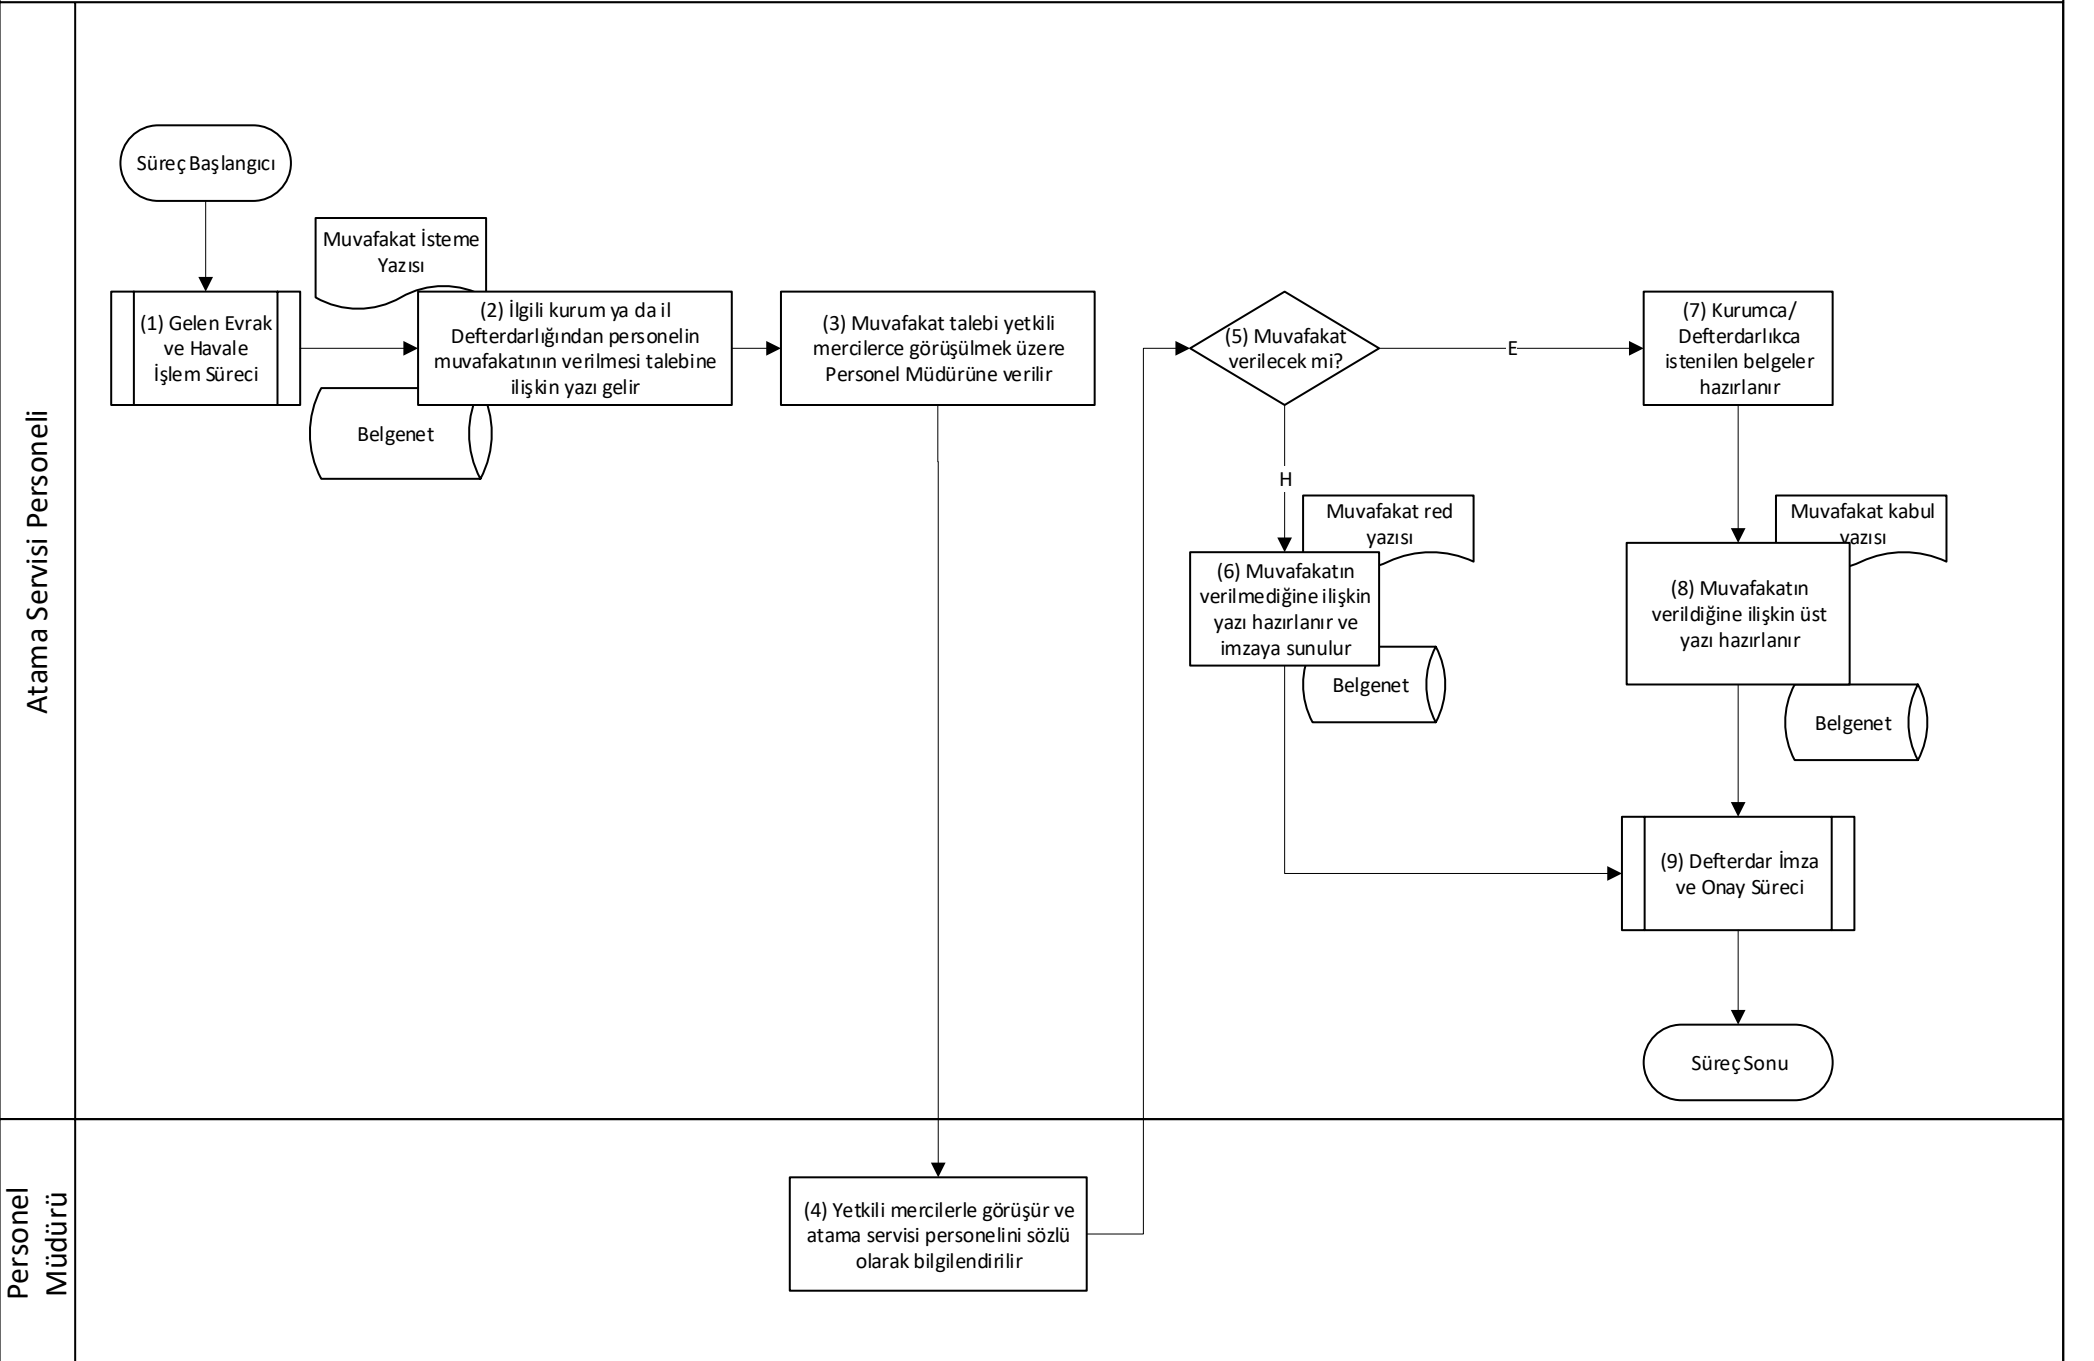 Atama Servisi Personeli
Süreç Başlangıcı
(1) Gelen Evrak
ve Havale
İşlem Süreci
Muvafakat İsteme
Yazısı
(2) İlgili kurum ya da il
Defterdarlığından personelin
muvafakatının verilmesi talebine
ilişkin yazı gelir
Belgenet
(3) Muvafakat talebi yetkili
mercilerce görüşülmek üzere
Personel Müdürüne verilir
(5) Muvafakat
verilecek mi?
E
H
(7) Kurumca/
Defterdarlıkca
istenilen belgeler
hazırlanır
Muvafakat red
yazısı
(6) Muvafakatın
verilmediğine ilişkin
yazı hazırlanır ve
imzaya sunulur
Belgenet
Muvafakat kabul
yazısı
(8) Muvafakatın
verildiğine ilişkin üst
yazı hazırlanır
Belgenet
(9) Defterdar İmza
ve Onay Süreci
Süreç Sonu
Personel
Müdürü
(4) Yetkili mercilerle görüşür ve
atama servisi personelini sözlü
olarak bilgilendirilir